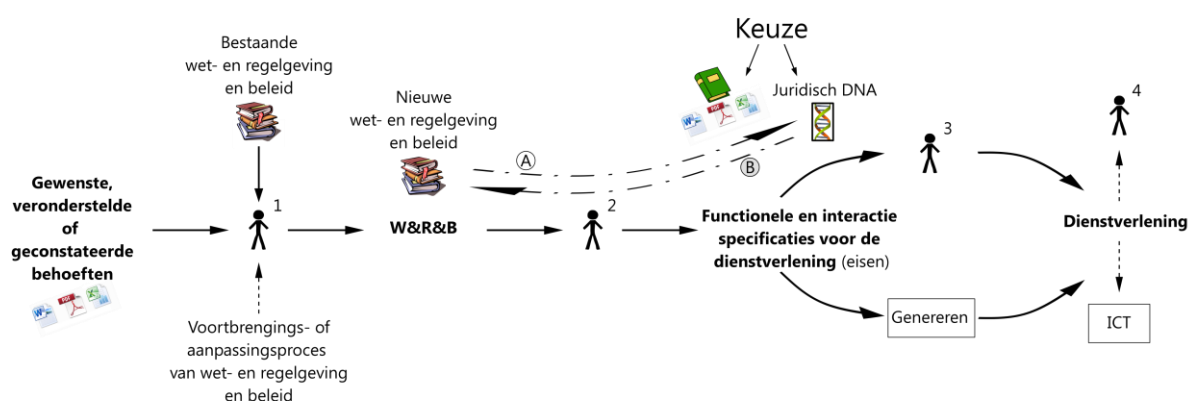 Bestaande
wet- en regelgeving
en beleid
Keuze
Juridisch DNA
Nieuwe
wet- en regelgeving
en beleid
A
B
PDF
4
3
Gewenste,
veronderstelde
of
geconstateerde
behoeften
PDF
1
W&R&B
2
Functionele en interactie
specificaties voor de
dienstverlening (eisen)
Dienstverlening
Genereren
ICT
Voortbrengings- of
aanpassingsproces
van wet- en regelgeving
en beleid